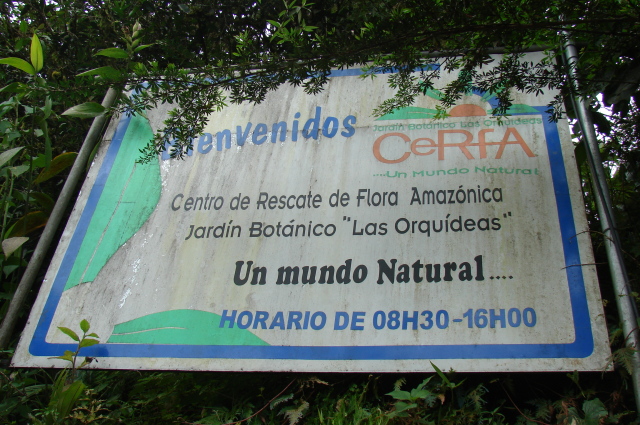 Bienvenidos
Jardín Botánico Las Orquídeas
CeRFA
....Un Mundo Natural
Centro de Rescate de Flora Amazónica
Jardín Botánico "Las Orquídeas"
Un mundo Natural....
HORARIO DE 08H30-16H00